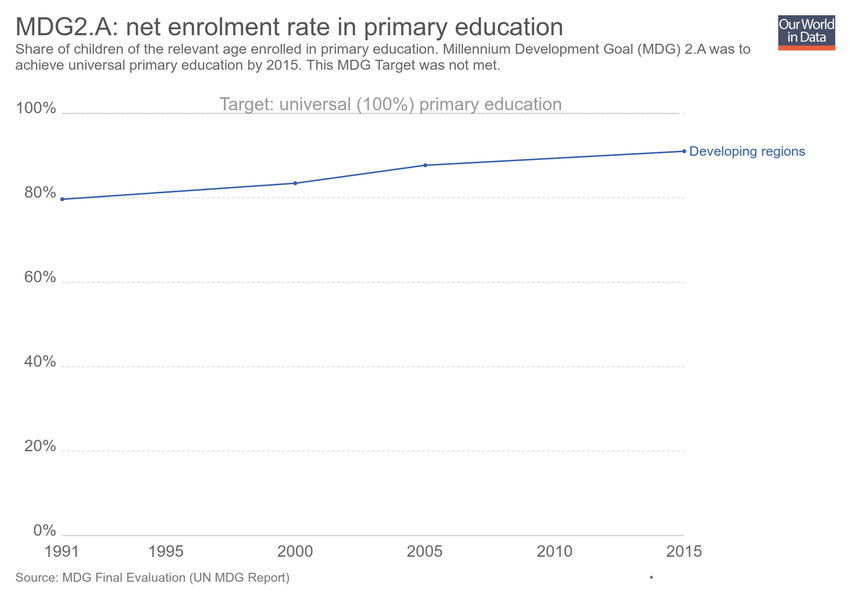 MDG2.A: net enrolment rate in primary education
Our World
in Data
Share of children of the relevant age enrolled in primary education. Millennium Development Goal (MDG) 2.A was to
achieve universal primary education by 2015. This MDG Target was not met.
Target: universal (100%) primary education
100%
Developing regions
80%
60%
40%
20%
0%
1991 1995 2000 2005 2010 2015
Source: MDG Final Evaluation (UN MDG Report) •